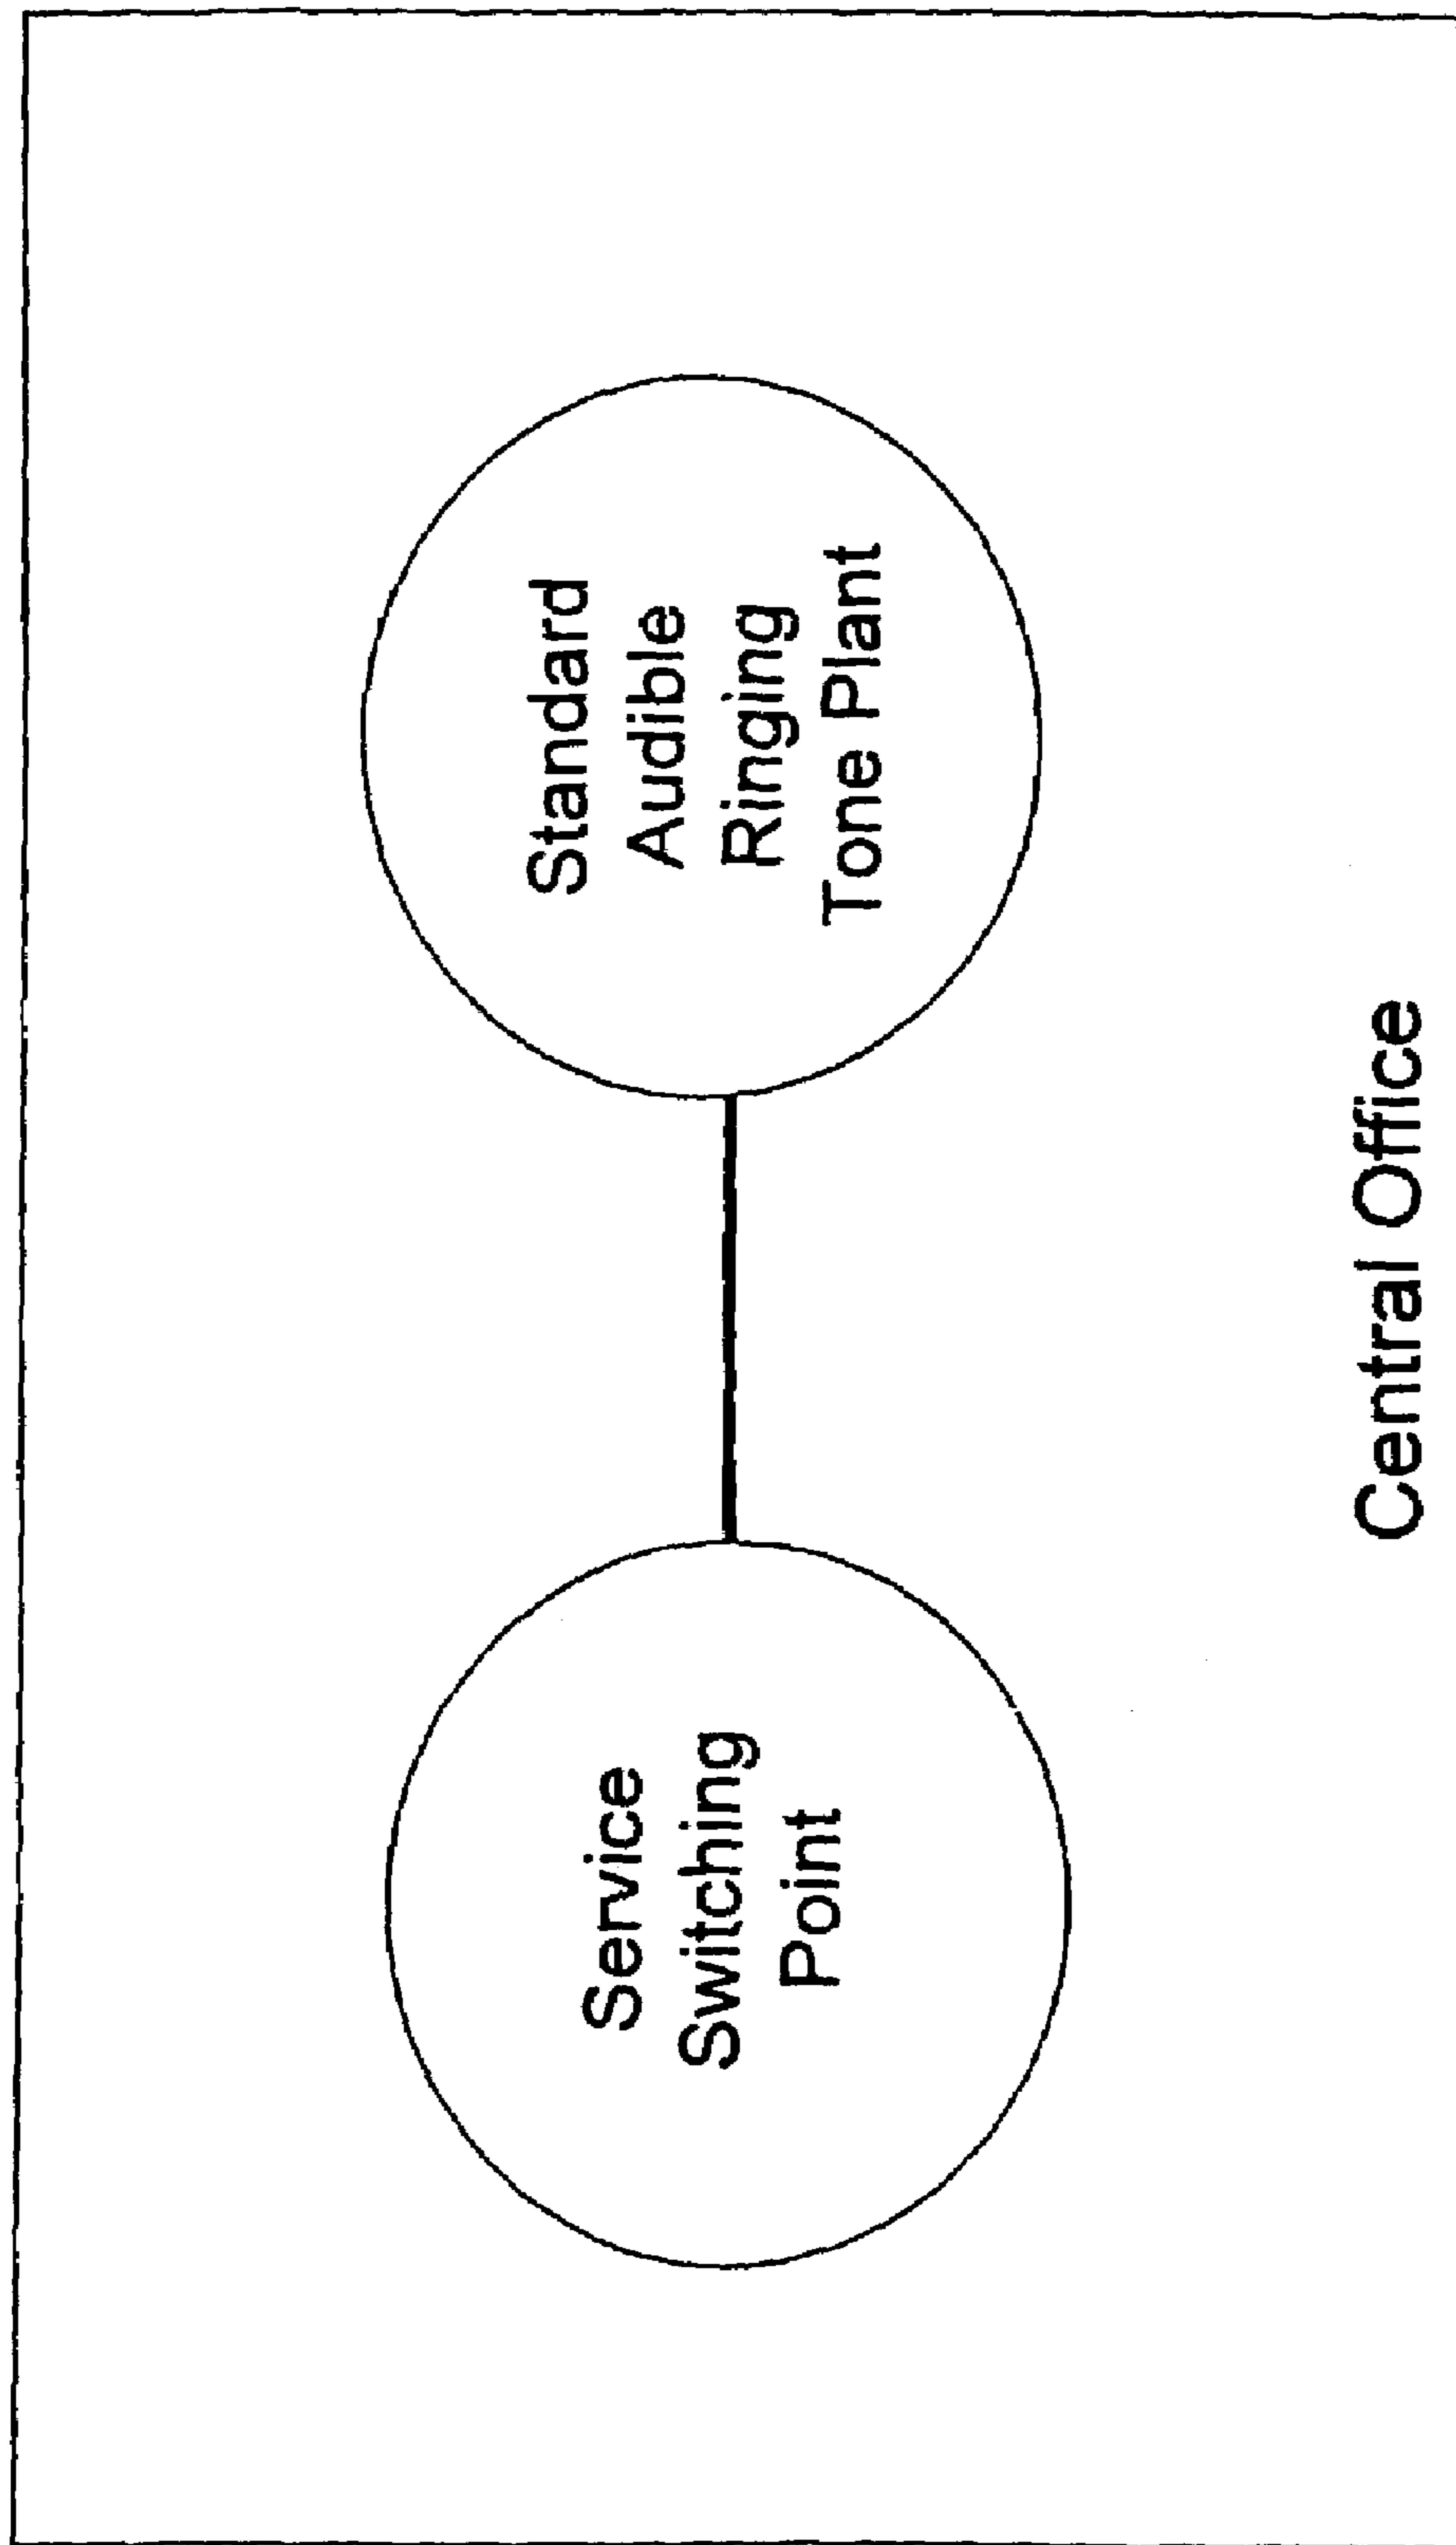 Service
Switching
Point
Standard
Audible
Ringing
Tone Plant
Central Office